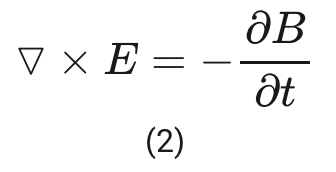 ▽ × E = − ∂B/∂t
(2)